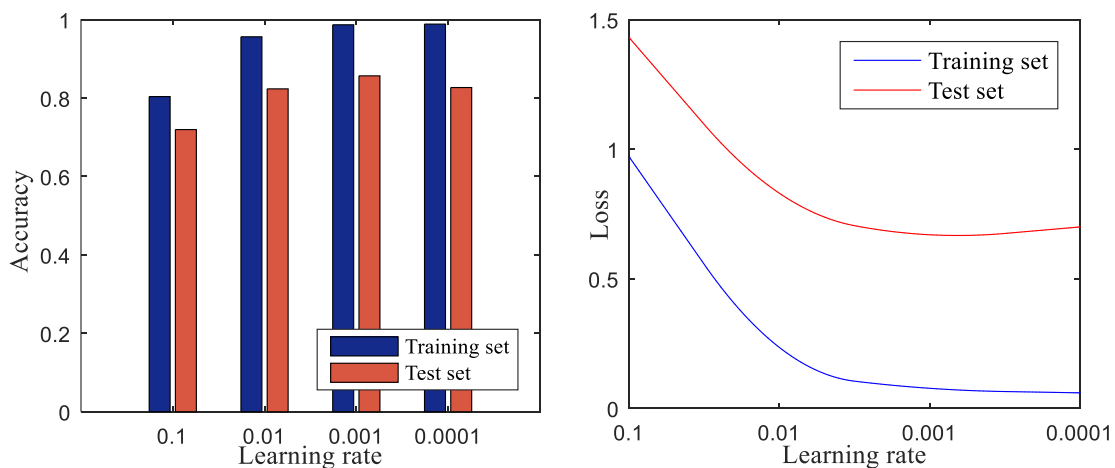 1
0.8
0.6
0.4
0.2
0
Accuracy
0.1 0.01 0.001 0.0001
Learning rate
Training set
Test set
1.5
1
0.5
0
Loss
0.1 0.01 0.001 0.0001
Learning rate
Training set
Test set